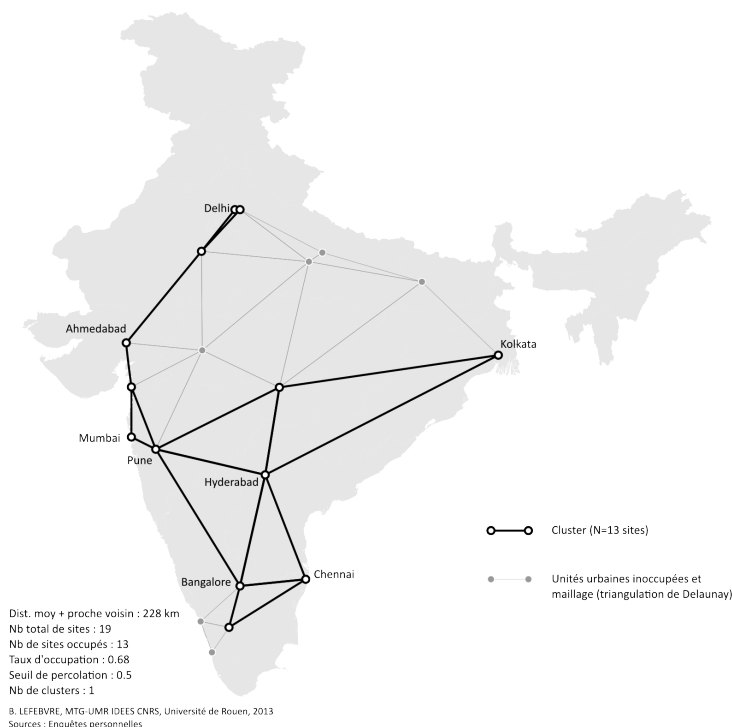 Delhi
Ahmedabad
Kolkata
Mumbai
Pune
Hyderabad
Cluster (N=13 sites)
Bangalore
Chennai
Unités urbaines inoccupées et
maillage (triangulation de Delaunay)
Dist. moy + proche voisin : 228 km
Nb total de sites : 19
Nb de sites occupés : 13
Taux d'occupation : 0.68
Seuil de percolation : 0.5
Nb de clusters : 1
B. LEFEBVRE, MTG-UMR IDEES CNRS, Université de Rouen, 2013
Sources : Enquêtes personnelles